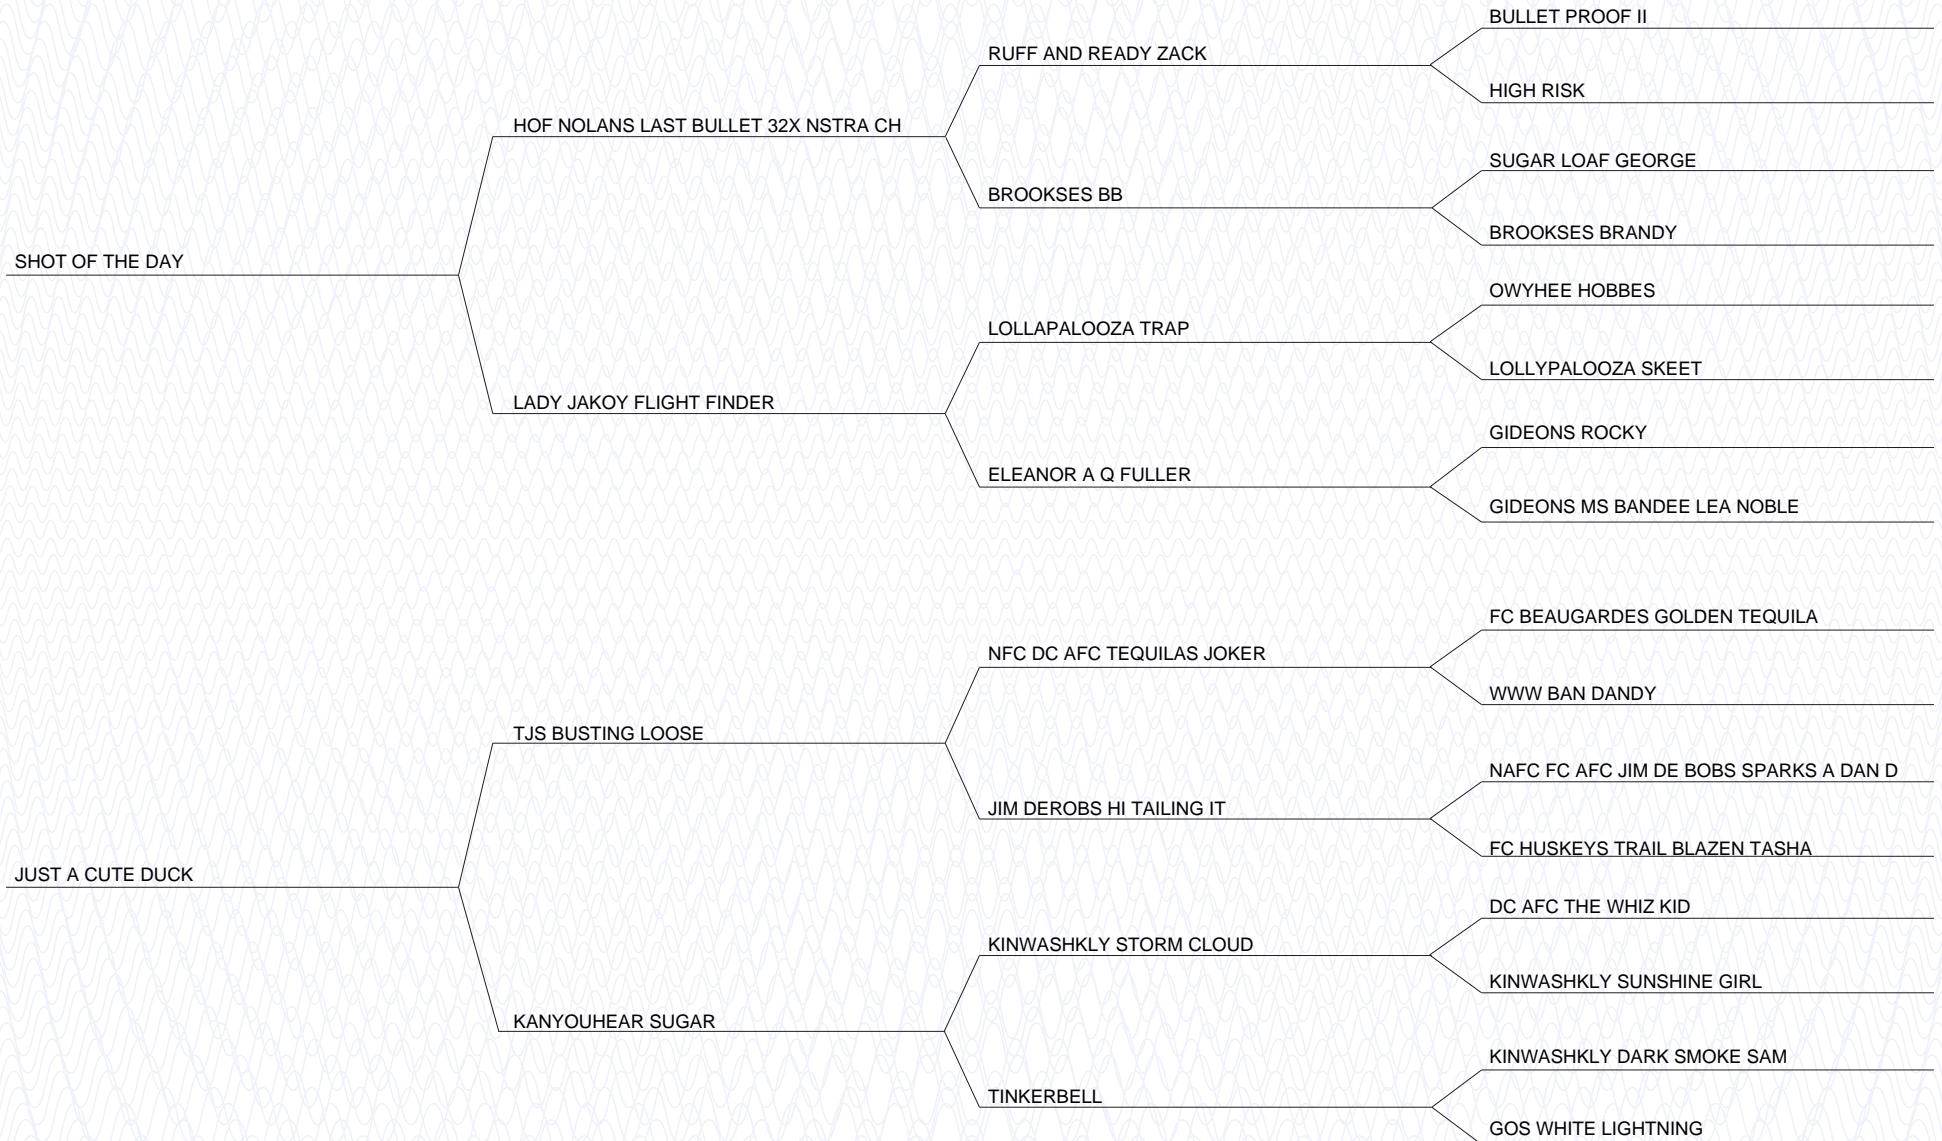 BULLET PROOF II
RUFF AND READY ZACK
HIGH RISK
HOF NOLANS LAST BULLET 32X NSTRA CH
SUGAR LOAF GEORGE
BROOKSES BB
BROOKSES BRANDY
SHOT OF THE DAY
OWYHEE HOBBES
LOLLAPALOOZA TRAP
LOLLYPALOOZA SKEET
LADY JAKOY FLIGHT FINDER
GIDEONS ROCKY
ELEANOR A Q FULLER
GIDEONS MS BANDEE LEA NOBLE
FC BEAUGARDES GOLDEN TEQUILA
NFC DC AFC TEQUILAS JOKER
WWW BAN DANDY
TJS BUSTING LOOSE
NAFC FC AFC JIM DE BOBS SPARKS A DAN D
JIM DEROBS HI TAILING IT
FC HUSKEYS TRAIL BLAZEN TASHA
JUST A CUTE DUCK
DC AFC THE WHIZ KID
KINWASHKLY STORM CLOUD
KINWASHKLY SUNSHINE GIRL
KANYOUHEAR SUGAR
KINWASHKLY DARK SMOKE SAM
TINKERBELL
GOS WHITE LIGHTNING